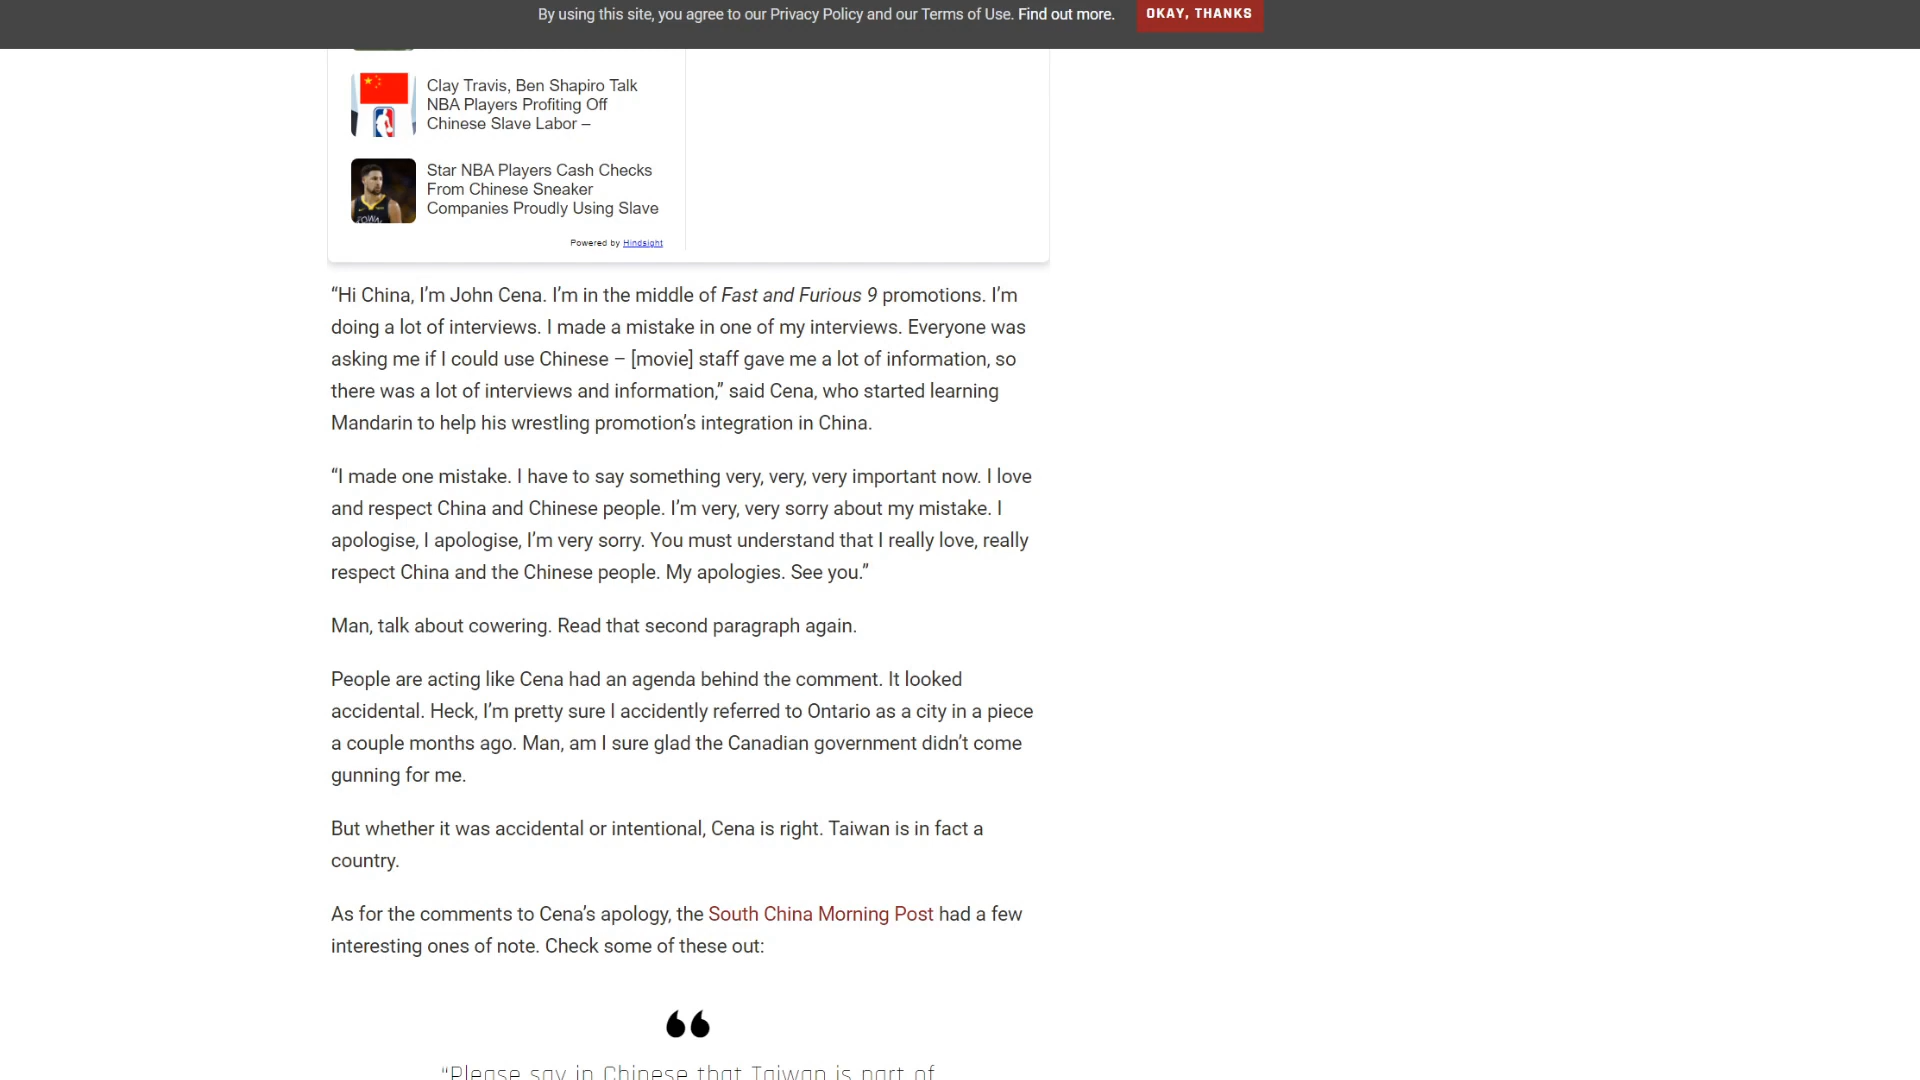 By using this site, you agree to our Privacy Policy and our Terms of Use. Find out more.
OKAY, THANKS
Clay Travis, Ben Shapiro Talk
NBA Players Profiting Off
Chinese Slave Labor –
Star NBA Players Cash Checks
From Chinese Sneaker
Companies Proudly Using Slave
Powered by Hindsight
“Hi China, I’m John Cena. I’m in the middle of Fast and Furious 9 promotions. I’m
doing a lot of interviews. I made a mistake in one of my interviews. Everyone was
asking me if I could use Chinese – [movie] staff gave me a lot of information, so
there was a lot of interviews and information,” said Cena, who started learning
Mandarin to help his wrestling promotion’s integration in China.
“I made one mistake. I have to say something very, very, very important now. I love
and respect China and Chinese people. I’m very, very sorry about my mistake. I
apologise, I apologise, I’m very sorry. You must understand that I really love, really
respect China and the Chinese people. My apologies. See you.”
Man, talk about cowering. Read that second paragraph again.
People are acting like Cena had an agenda behind the comment. It looked
accidental. Heck, I’m pretty sure I accidently referred to Ontario as a city in a piece
a couple months ago. Man, am I sure glad the Canadian government didn’t come
gunning for me.
But whether it was accidental or intentional, Cena is right. Taiwan is in fact a
country.
As for the comments to Cena’s apology, the South China Morning Post had a few
interesting ones of note. Check some of these out:
“Please say in Chinese that Taiwan is part of